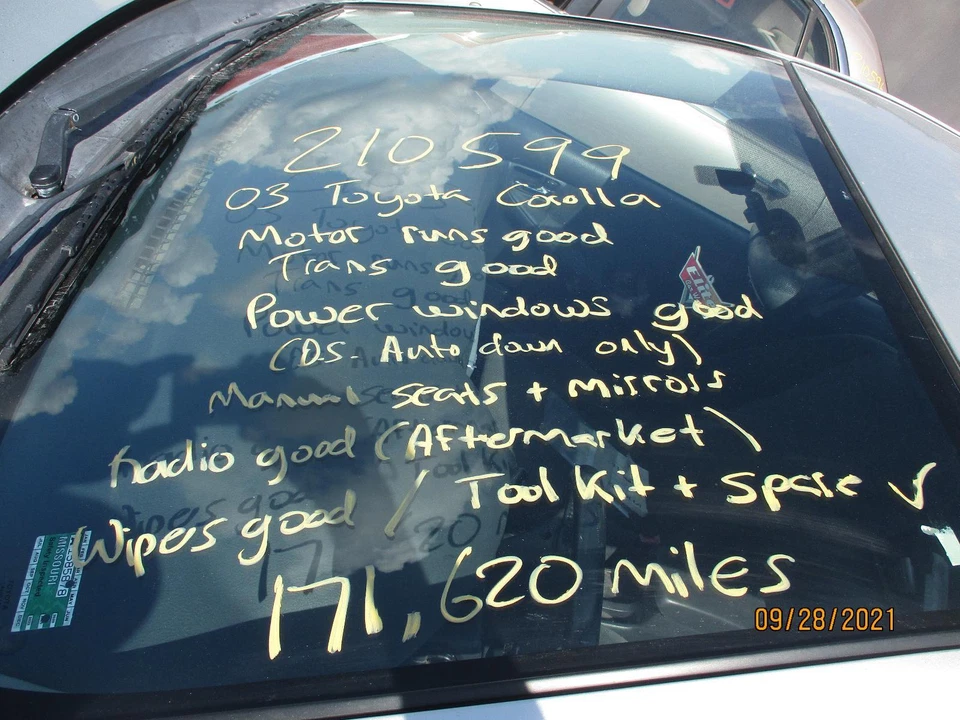 210599
03 Toyota Corolla
Motor runs good
Trans good
Power windows good
(D.S. Auto down only)
Manual seats + Mirrors
Radio good (Aftermarket)
Wipers good / Tool Kit + Spare ✓
171,620 Miles
MISSOURI
09/28/2021